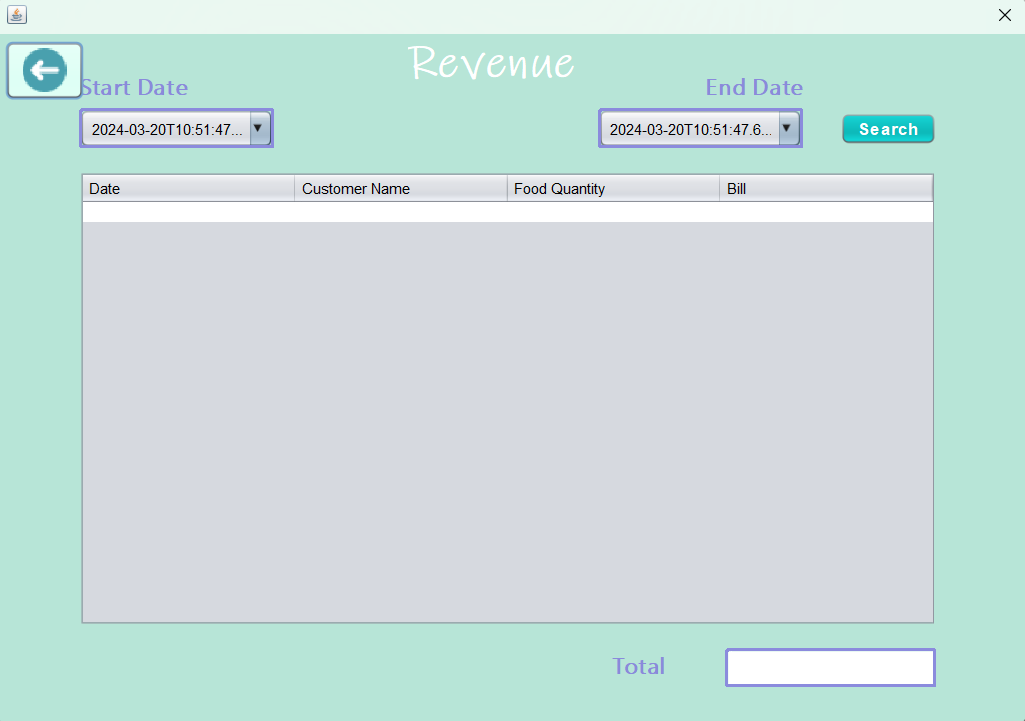 Revenue
Start Date
End Date
2024-03-20T10:51:47...
2024-03-20T10:51:47.6...
Search
Date
Customer Name
Food Quantity
Bill
Total